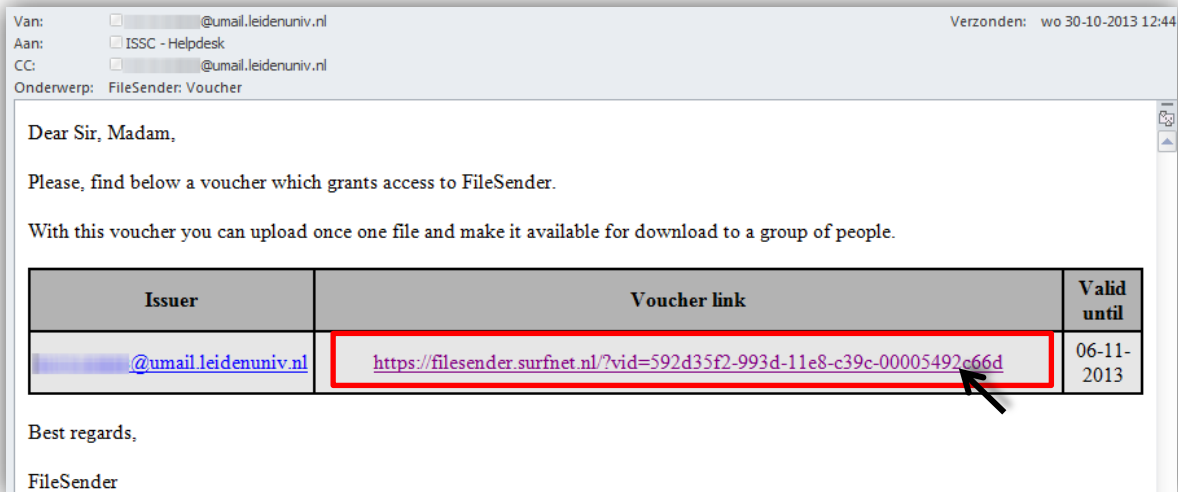 Van: @umail.leidenuniv.nl Verzonden: wo 30-10-2013 12:44
Aan: ISSC - Helpdesk
CC: @umail.leidenuniv.nl
Onderwerp: FileSender: Voucher
Dear Sir, Madam,
Please, find below a voucher which grants access to FileSender.
With this voucher you can upload once one file and make it available for download to a group of people.
Issuer Voucher link Valid until
@umail.leidenuniv.nl https://filesender.surfnet.nl/?vid=592d35f2-993d-11e8-c39c-00005492c66d 06-11-2013
Best regards,
FileSender